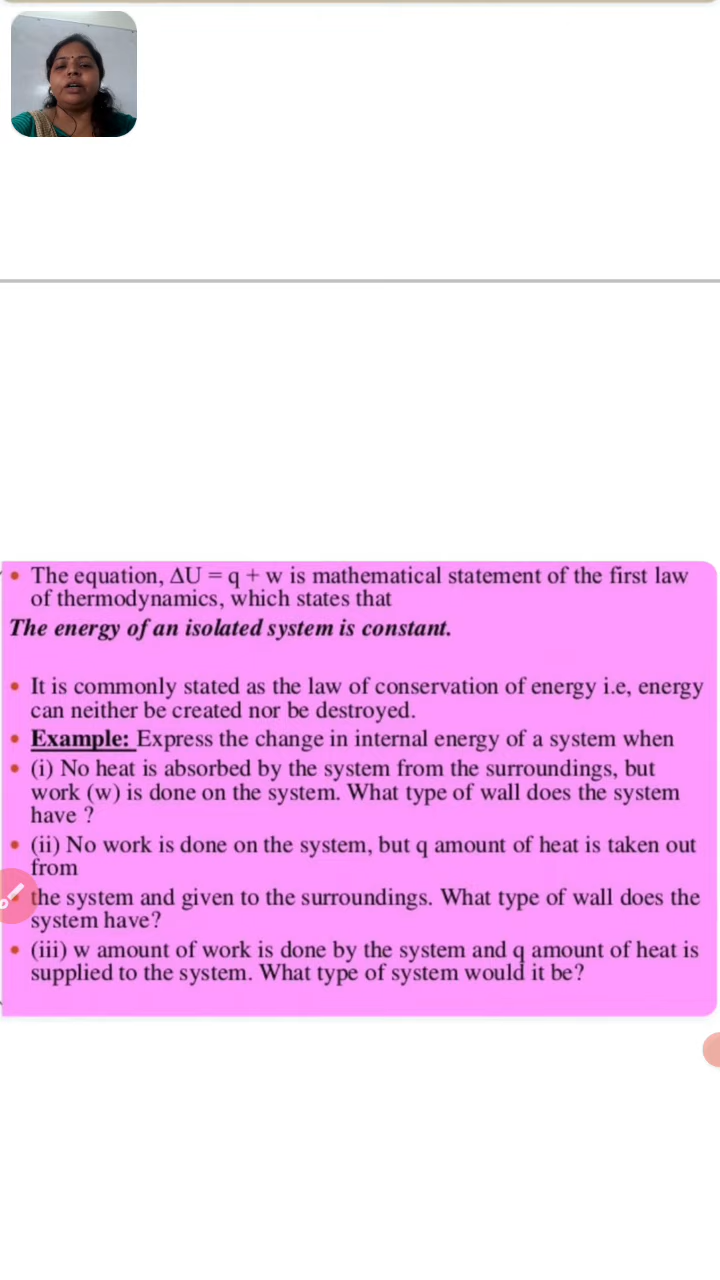 • The equation, ΔU = q + w is mathematical statement of the first law
of thermodynamics, which states that
The energy of an isolated system is constant.
• It is commonly stated as the law of conservation of energy i.e, energy
can neither be created nor be destroyed.
• Example: Express the change in internal energy of a system when
• (i) No heat is absorbed by the system from the surroundings, but
work (w) is done on the system. What type of wall does the system
have ?
• (ii) No work is done on the system, but q amount of heat is taken out
from
• the system and given to the surroundings. What type of wall does the
system have?
• (iii) w amount of work is done by the system and q amount of heat is
supplied to the system. What type of system would it be?